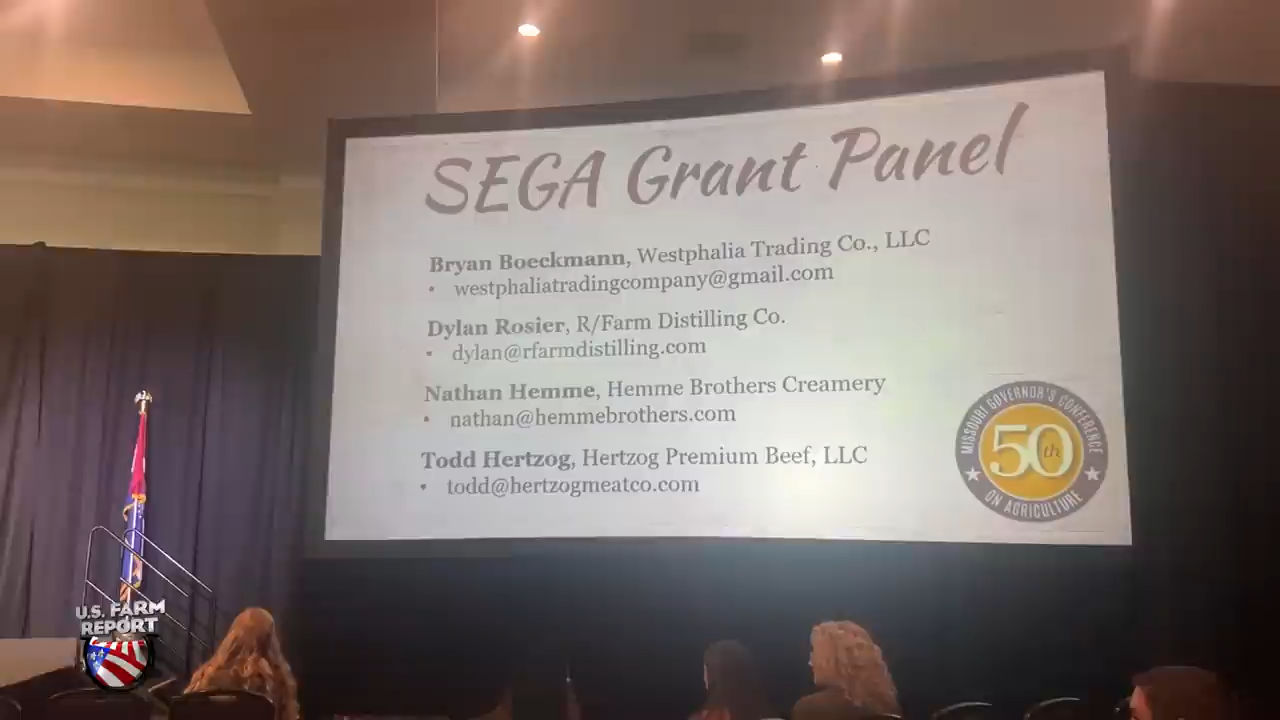 SEGA Grant Panel
Bryan Boeckmann, Westphalia Trading Co., LLC
• westphaliatradingcompany@gmail.com
Dylan Rosier, R/Farm Distilling Co.
• dylan@rfarmdistilling.com
Nathan Hemme, Hemme Brothers Creamery
• nathan@hemmebrothers.com
Todd Hertzog, Hertzog Premium Beef, LLC
• todd@hertzogmeatco.com
MISSOURI GOVERNOR'S CONFERENCE
50th
ON AGRICULTURE
U.S. FARM
REPORT